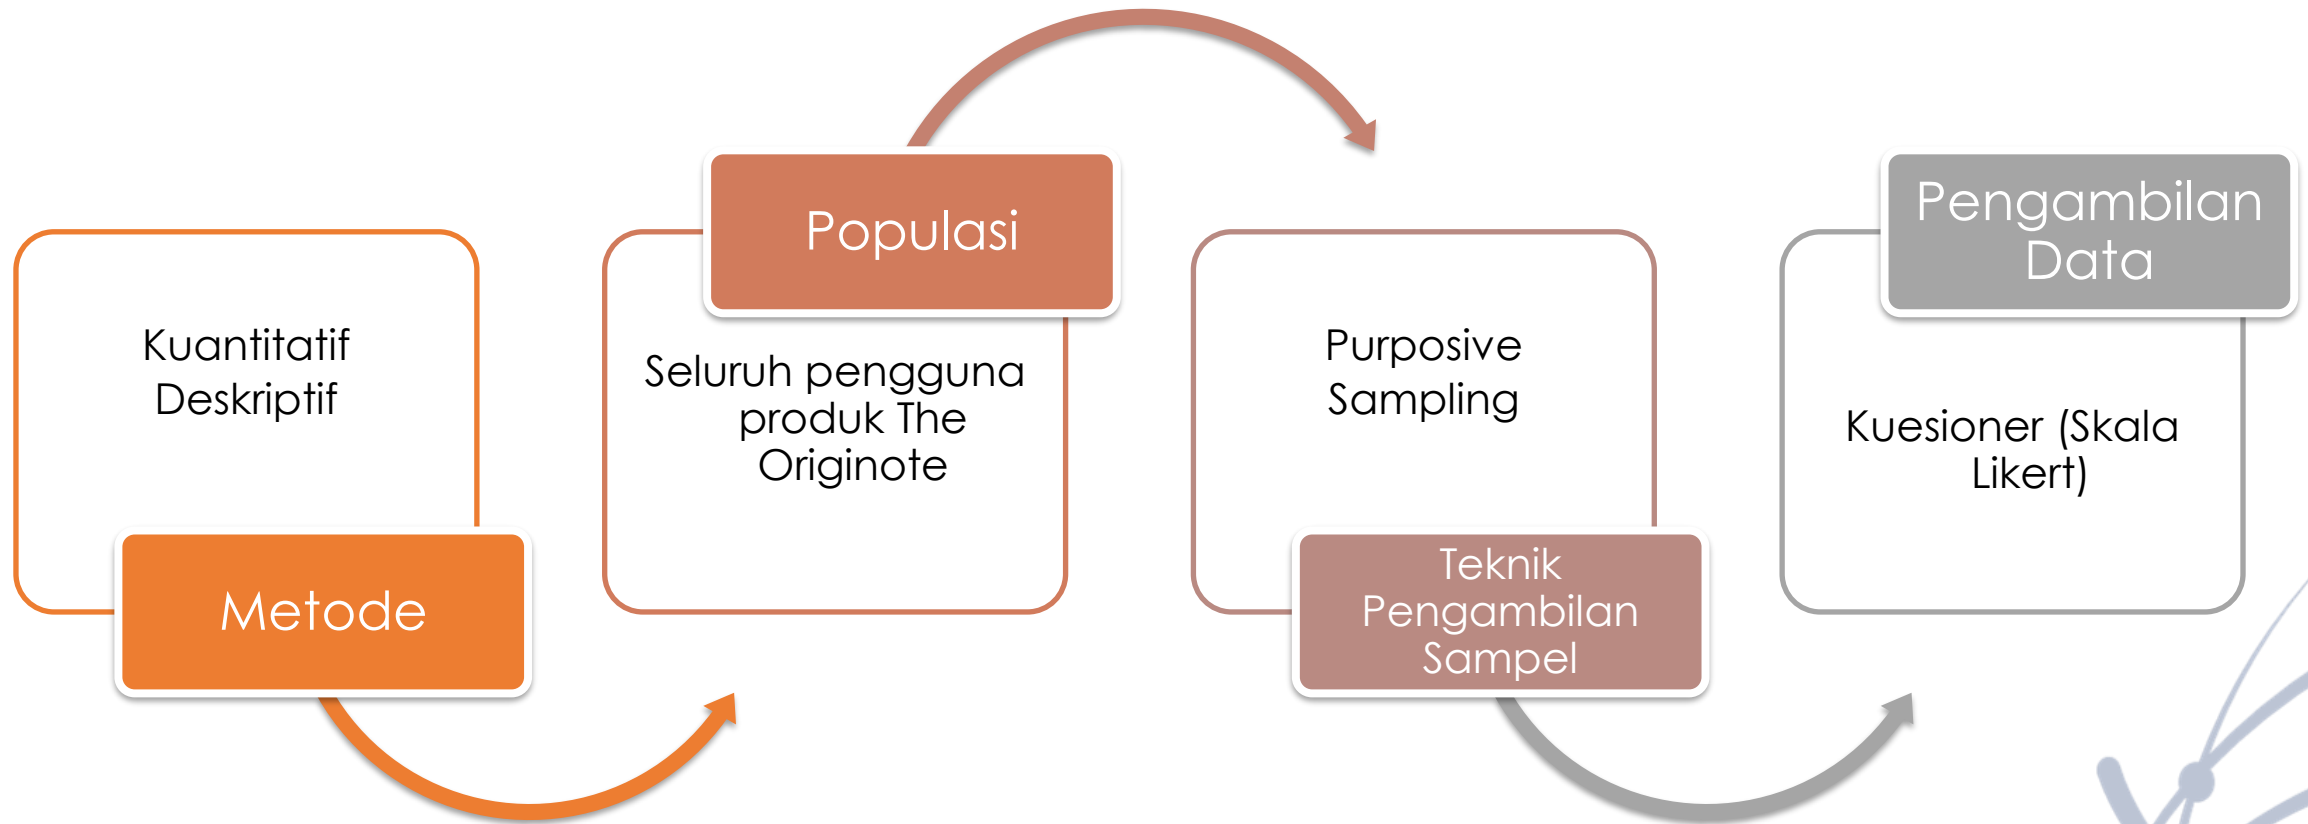 Kuantitatif
Deskriptif
Metode
Populasi
Seluruh pengguna
produk The
Originote
Purposive
Sampling
Teknik
Pengambilan
Sampel
Pengambilan
Data
Kuesioner (Skala
Likert)